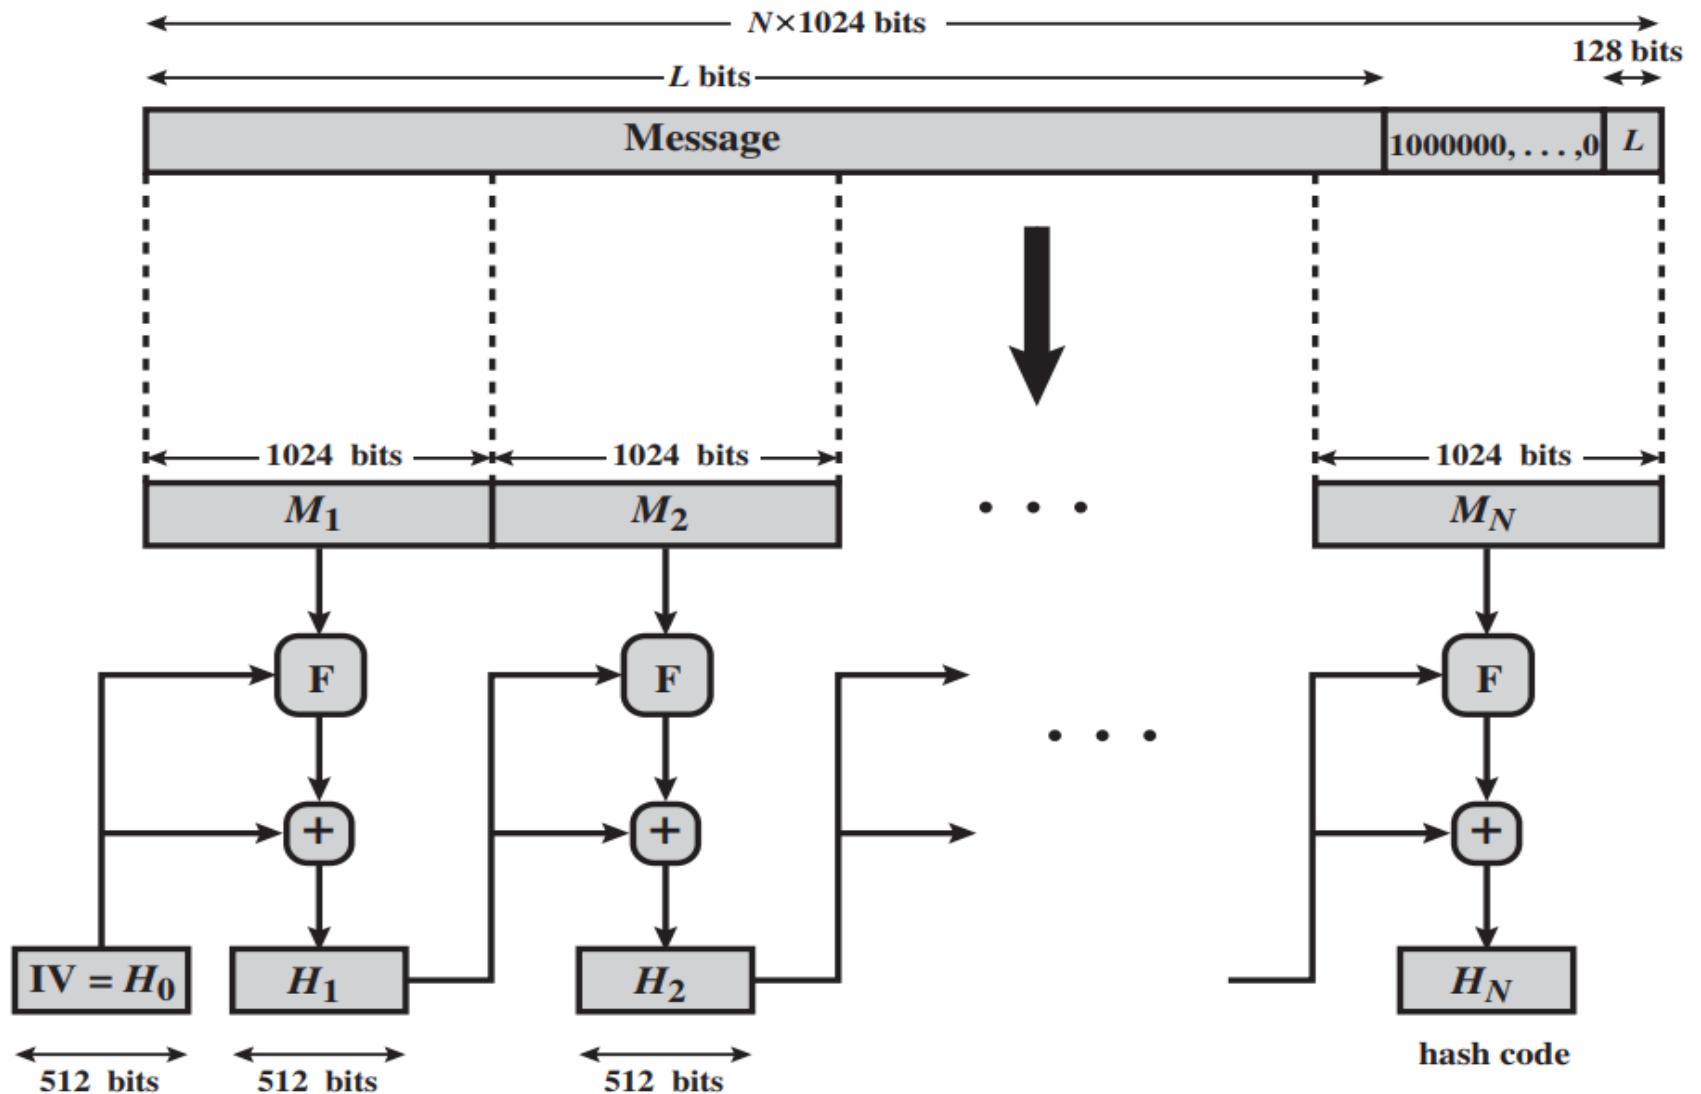 N×1024 bits
128 bits
L bits
Message 1000000, . . . ,0 L
1024 bits 1024 bits 1024 bits
M1 M2 . . . MN
F F F
. . .
+ + +
IV = H0 H1 H2 HN
hash code
512 bits 512 bits 512 bits